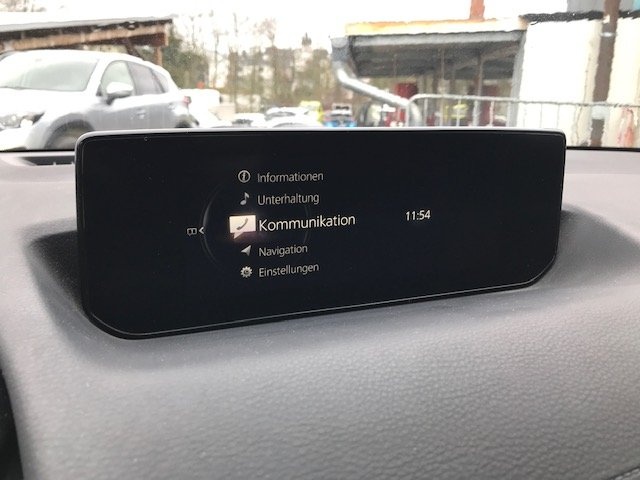 Informationen
Unterhaltung
Kommunikation
11:54
Navigation
Einstellungen